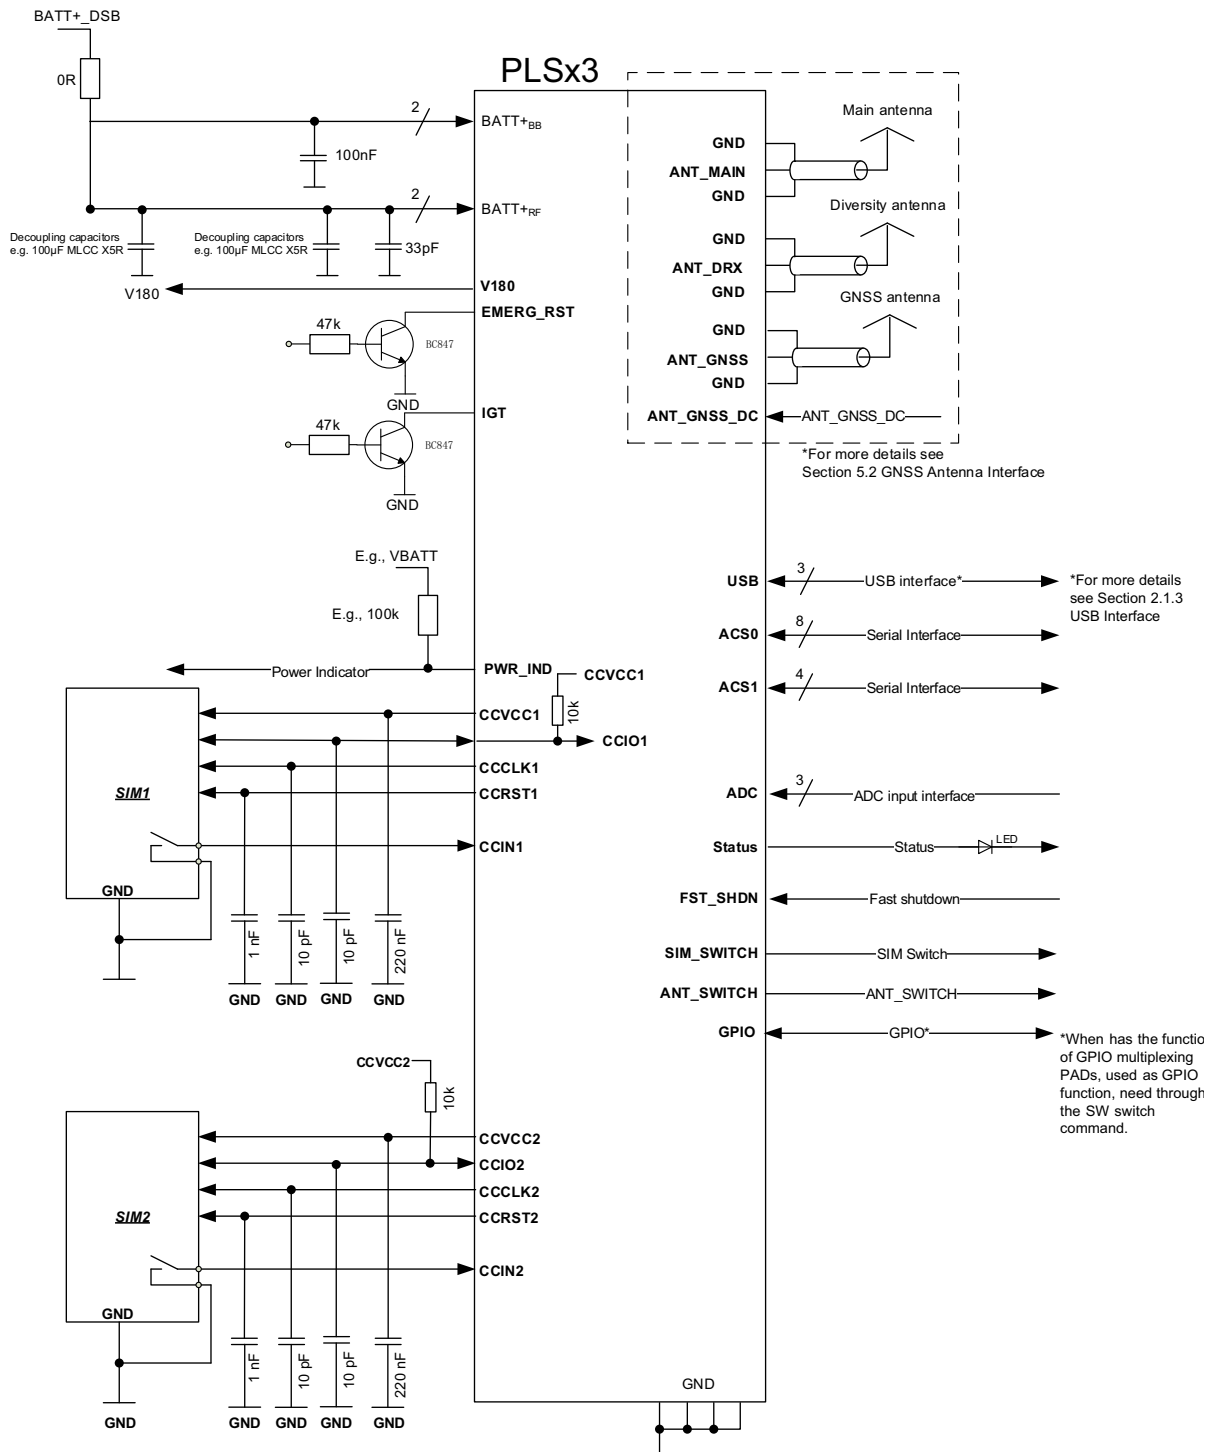 BATT+_DSB
0R
PLSx3
2
BATT+BB
100nF
2
BATT+RF
Decoupling capacitors
e.g. 100µF MLCC X5R
Decoupling capacitors
e.g. 100µF MLCC X5R
33pF
V180
V180
EMERG_RST
47k
BC847
GND
IGT
47k
BC847
GND
Main antenna
GND
ANT_MAIN
GND
Diversity antenna
GND
ANT_DRX
GND
GNSS antenna
GND
ANT_GNSS
GND
ANT_GNSS_DC
ANT_GNSS_DC
*For more details see
Section 5.2 GNSS Antenna Interface
E.g., VBATT
E.g., 100k
Power Indicator
PWR_IND
CCVCC1
10k
CCVCC1
CCIO1
CCCLK1
CCRST1
SIM1
CCIN1
GND
1 nF
10 pF
10 pF
220 nF
GND
GND
GND
GND
USB
3
USB interface*
*For more details
see Section 2.1.3
USB Interface
ACS0
8
Serial Interface
ACS1
4
Serial Interface
ADC
3
ADC input interface
Status
Status
LED
FST_SHDN
Fast shutdown
SIM_SWITCH
SIM Switch
ANT_SWITCH
ANT_SWITCH
GPIO
GPIO*
*When has the functio
of GPIO multiplexing
PADs, used as GPIO
function, need through
the SW switch
command.
CCVCC2
10k
CCVCC2
CCIO2
CCCLK2
CCRST2
SIM2
CCIN2
GND
1 nF
10 pF
10 pF
220 nF
GND
GND
GND
GND
GND
GND